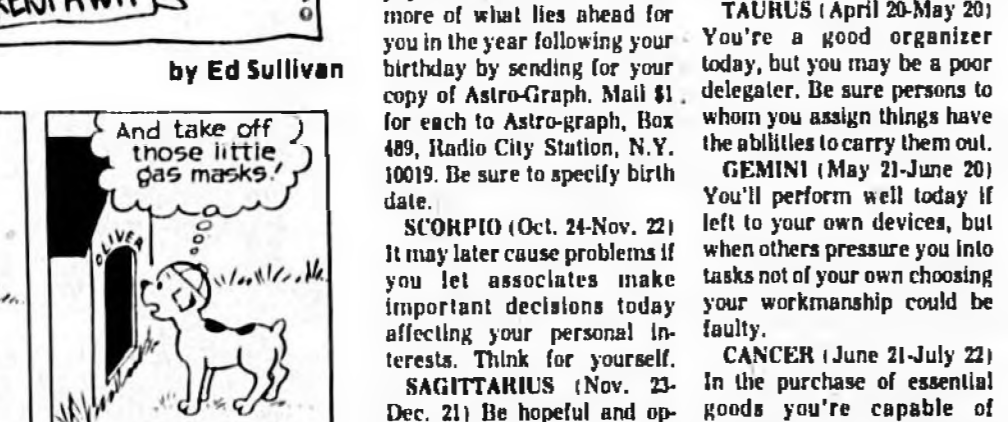 by Ed Sullivan
And take off
those little
gas masks!
OLIVER
more of what lies ahead for
you in the year following your
birthday by sending for your
copy of Astro-Graph. Mail $1
for each to Astro-graph, Box
489, Radio City Station, N.Y.
10019. Be sure to specify birth
date.
SCORPIO (Oct. 24-Nov. 22)
It may later cause problems if
you let associates make
important decisions today
affecting your personal in-
terests. Think for yourself.
SAGITTARIUS (Nov. 23-
Dec. 21) Be hopeful and op-
TAURUS (April 20-May 20)
You're a good organizer
today, but you may be a poor
delegater. Be sure persons to
whom you assign things have
the abilities to carry them out.
GEMINI (May 21-June 20)
You'll perform well today if
left to your own devices, but
when others pressure you into
tasks not of your own choosing
your workmanship could be
faulty.
CANCER (June 21-July 22)
In the purchase of essential
goods you're capable of